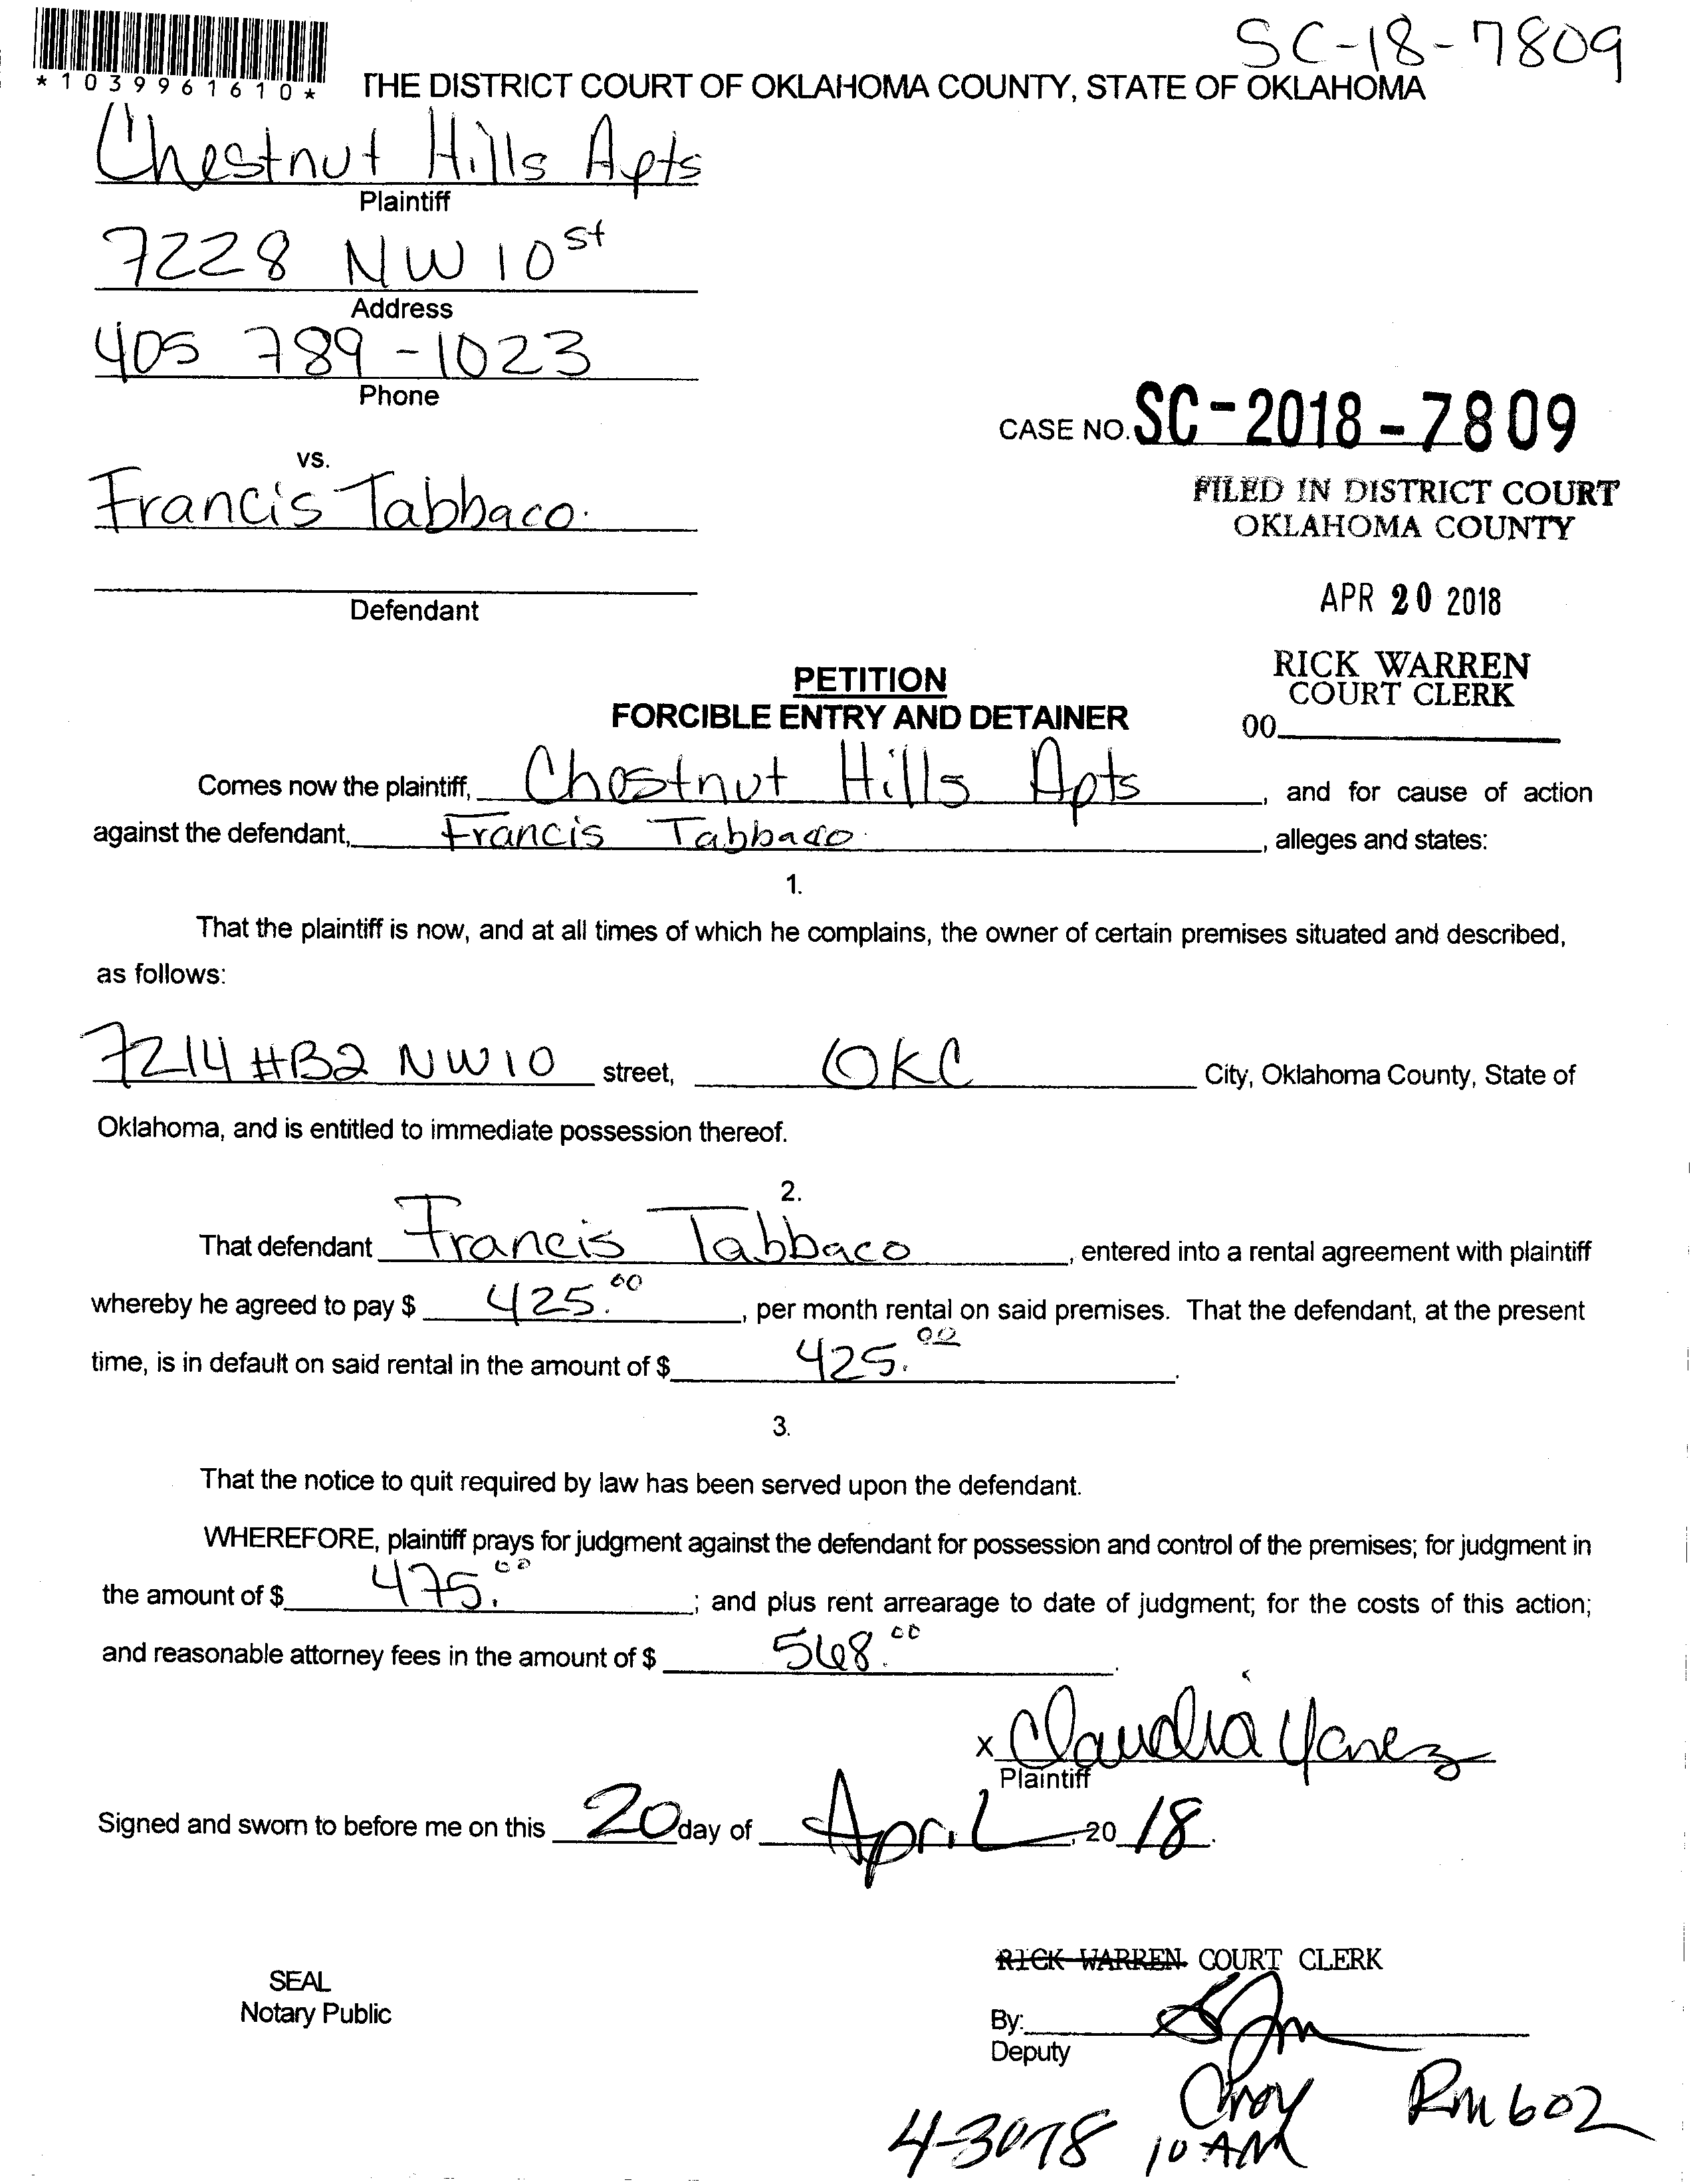 SC-18-7809
*1039961610*
THE DISTRICT COURT OF OKLAHOMA COUNTY, STATE OF OKLAHOMA
Chestnut Hills Apts
Plaintiff
7228 NW 10 st
Address
405 789-1023
Phone
CASE NO. SC-2018-7809
vs.
FILED IN DISTRICT COURT
OKLAHOMA COUNTY
Francis Tabbaco.
APR 20 2018
Defendant
RICK WARREN
COURT CLERK
00
PETITION
FORCIBLE ENTRY AND DETAINER
Comes now the plaintiff, Chestnut Hills Apts, and for cause of action
against the defendant, Francis Tabbaco, alleges and states:
1.
That the plaintiff is now, and at all times of which he complains, the owner of certain premises situated and described,
as follows:
7214 #B2 NW 10 street, OKC City, Oklahoma County, State of
Oklahoma, and is entitled to immediate possession thereof.
2.
That defendant Francis Tabbaco, entered into a rental agreement with plaintiff
whereby he agreed to pay $ 425.00, per month rental on said premises. That the defendant, at the present
time, is in default on said rental in the amount of $ 425.00.
3.
That the notice to quit required by law has been served upon the defendant.
WHEREFORE, plaintiff prays for judgment against the defendant for possession and control of the premises; for judgment in
the amount of $ 475.00; and plus rent arrearage to date of judgment; for the costs of this action;
and reasonable attorney fees in the amount of $ 568.00.
x Claudia Yanez
Plaintiff
Signed and sworn to before me on this 20 day of April, 20 18.
RICK WARREN COURT CLERK
SEAL
Notary Public
By:
Deputy
Rm 602
4-30-18 10 AM